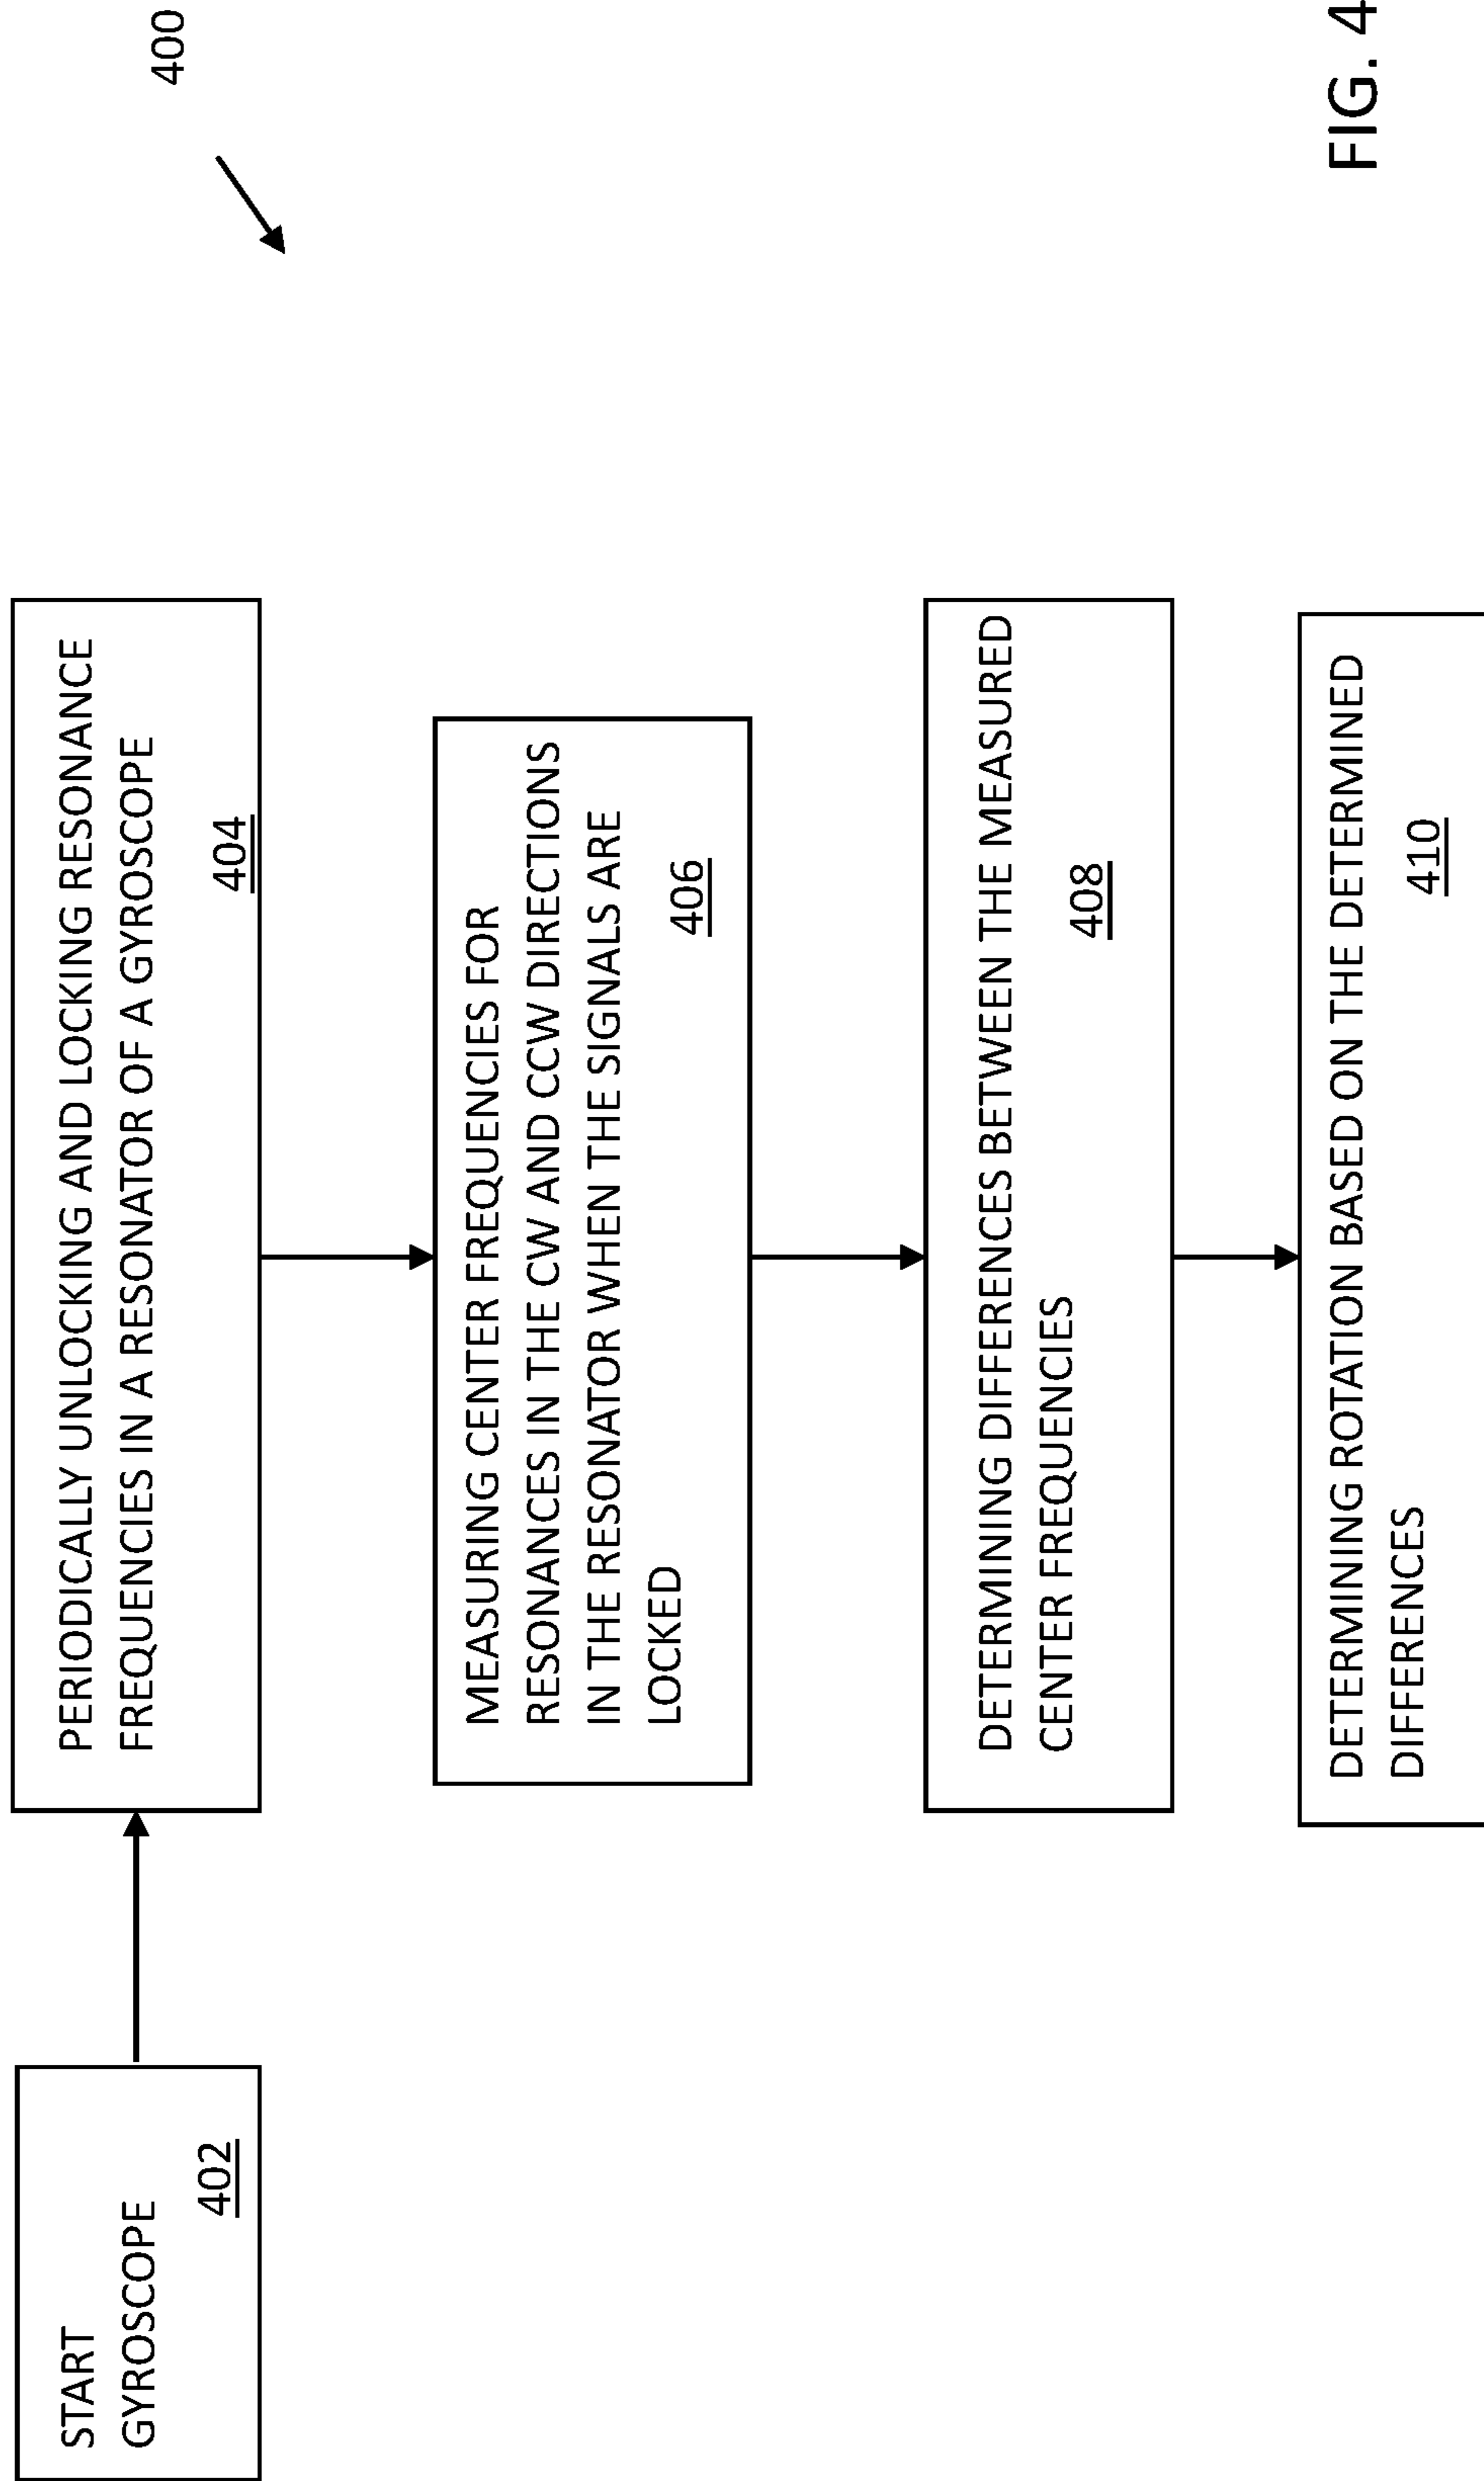 400
START
GYROSCOPE
402
PERIODICALLY UNLOCKING AND LOCKING RESONANCE
FREQUENCIES IN A RESONATOR OF A GYROSCOPE
404
MEASURING CENTER FREQUENCIES FOR
RESONANCES IN THE CW AND CCW DIRECTIONS
IN THE RESONATOR WHEN THE SIGNALS ARE
LOCKED
406
DETERMINING DIFFERENCES BETWEEN THE MEASURED
CENTER FREQUENCIES
408
DETERMINING ROTATION BASED ON THE DETERMINED
DIFFERENCES
410
FIG. 4